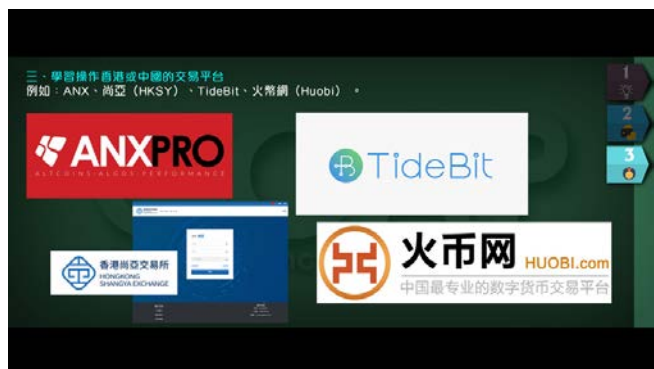 三、學習操作香港或中國的交易平台
例如：ANX、尚亞（HKSY）、TideBit、火幣網（Huobi）。
1
2
3
ANXPRO
ALTCOINS·ALGOS·PERFORMANCE
TideBit
香港尚亞交易所
HONGKONG
SHANGYA EXCHANGE
火币网 HUOBI.com
中国最专业的数字货币交易平台